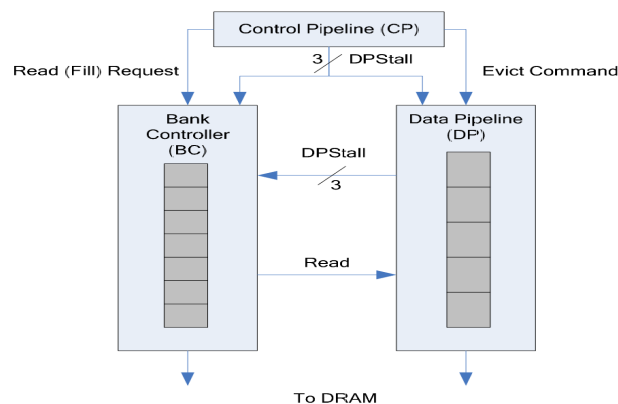 Control Pipeline (CP)
3 DPStall
Read (Fill) Request
Evict Command
Bank
Controller
(BC)
Data Pipeline
(DP)
DPStall
3
Read
To DRAM